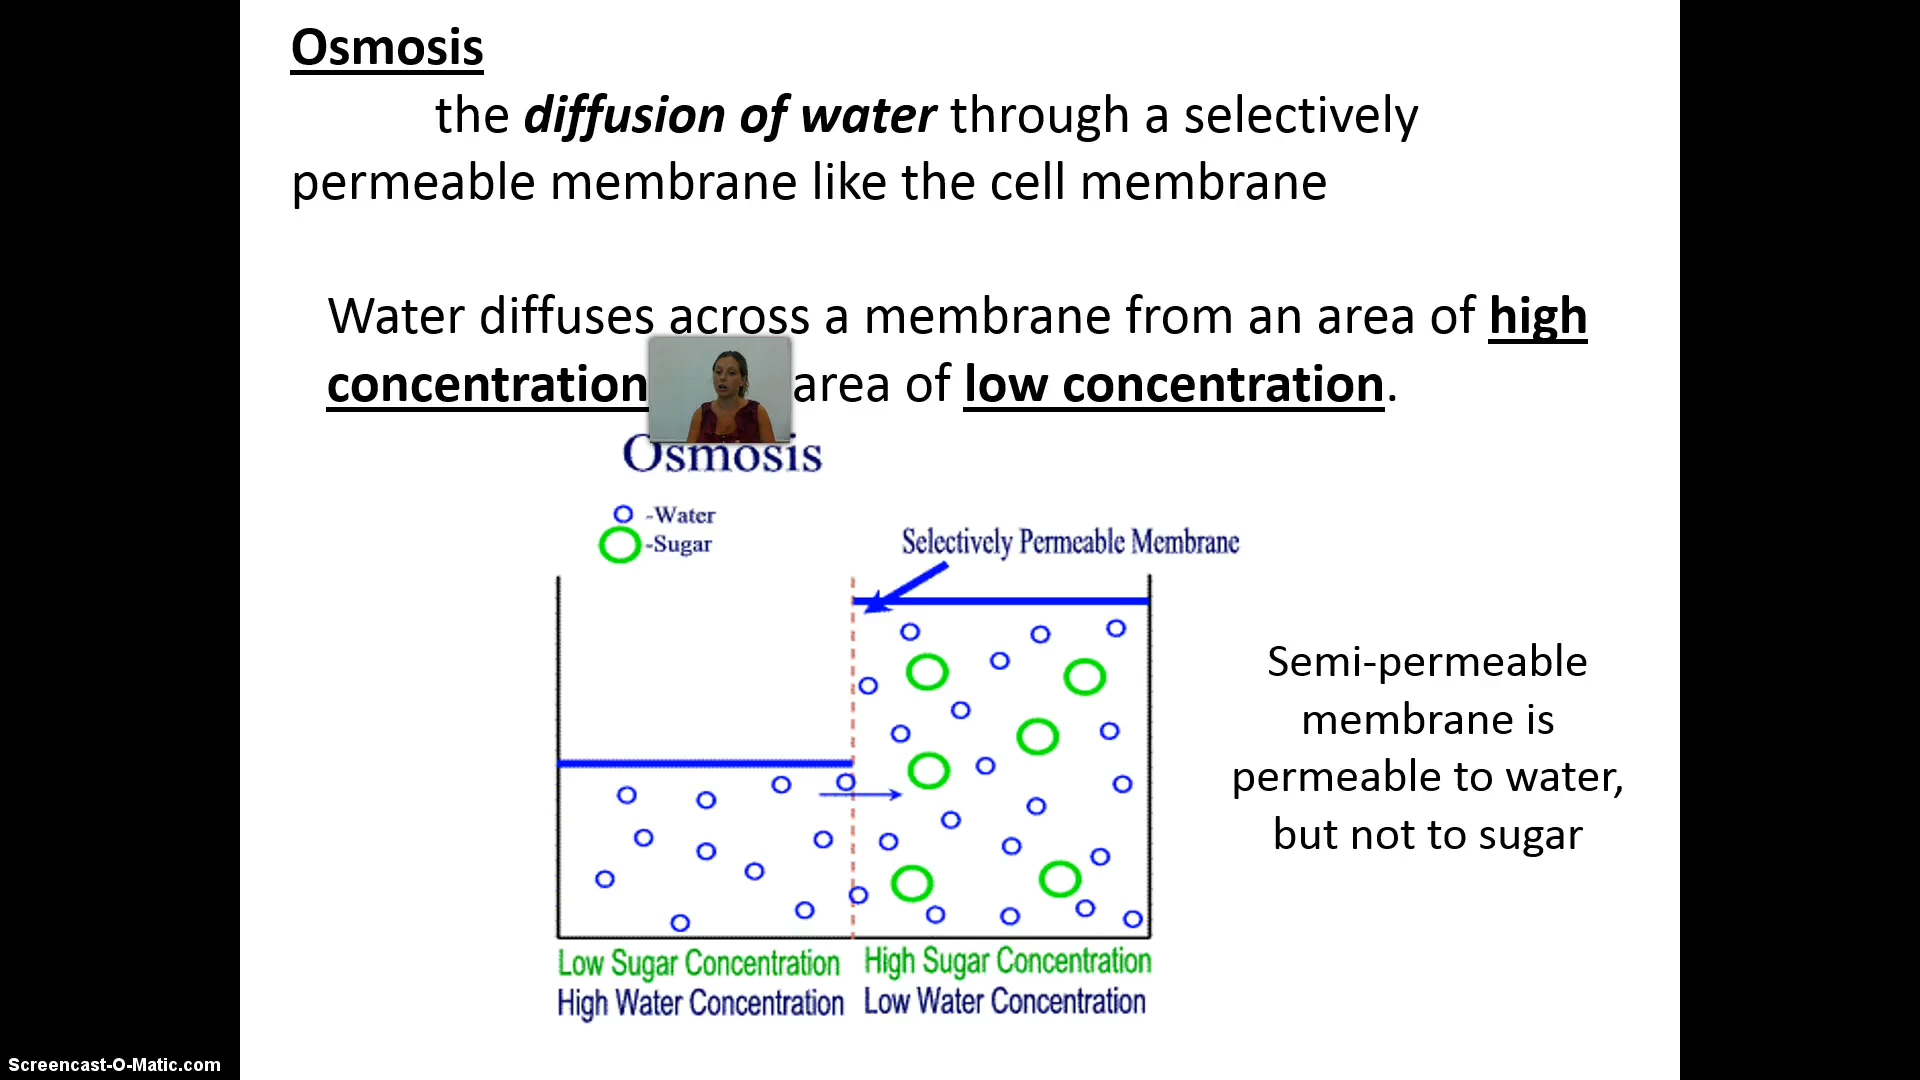 Osmosis
the diffusion of water through a selectively
permeable membrane like the cell membrane
Water diffuses across a membrane from an area of high
concentration area of low concentration.
Osmosis
-Water
-Sugar
Selectively Permeable Membrane
Semi-permeable
membrane is
permeable to water,
but not to sugar
Low Sugar Concentration High Sugar Concentration
High Water Concentration Low Water Concentration
Screencast-O-Matic.com